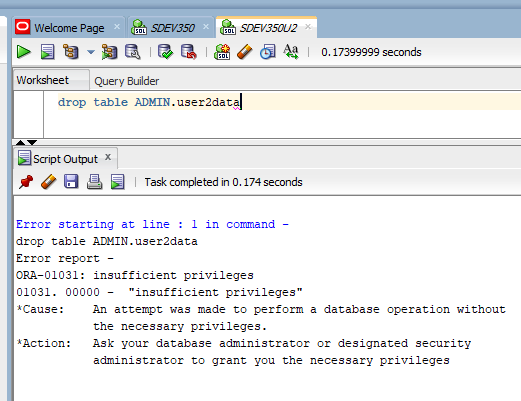 Welcome Page SDEV350 SDEV350U2
0.17399999 seconds
Worksheet Query Builder
drop table ADMIN.user2data
Script Output x
Task completed in 0.174 seconds
Error starting at line : 1 in command -
drop table ADMIN.user2data
Error report -
ORA-01031: insufficient privileges
01031. 00000 - "insufficient privileges"
*Cause: An attempt was made to perform a database operation without
the necessary privileges.
*Action: Ask your database administrator or designated security
administrator to grant you the necessary privileges